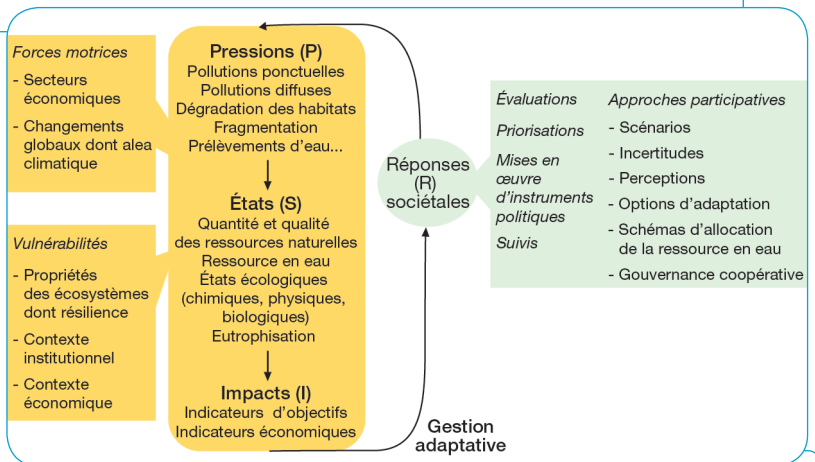 Forces motrices
- Secteurs
économiques
- Changements
globaux dont alea
climatique
Vulnérabilités
- Propriétés
des écosystèmes
dont résilience
- Contexte
institutionnel
- Contexte
économique
Pressions (P)
Pollutions ponctuelles
Pollutions diffuses
Dégradation des habitats
Fragmentation
Prélèvements d'eau...
États (S)
Quantité et qualité
des ressources naturelles
Ressource en eau
États écologiques
(chimiques, physiques,
biologiques)
Eutrophisation
Impacts (I)
Indicateurs d'objectifs
Indicateurs économiques
Réponses
(R)
sociétales
Gestion
adaptative
Évaluations
Priorisations
Mises en
œuvre
d'instruments
politiques
Suivis
Approches participatives
- Scénarios
- Incertitudes
- Perceptions
- Options d'adaptation
- Schémas d'allocation
de la ressource en eau
- Gouvernance coopérative